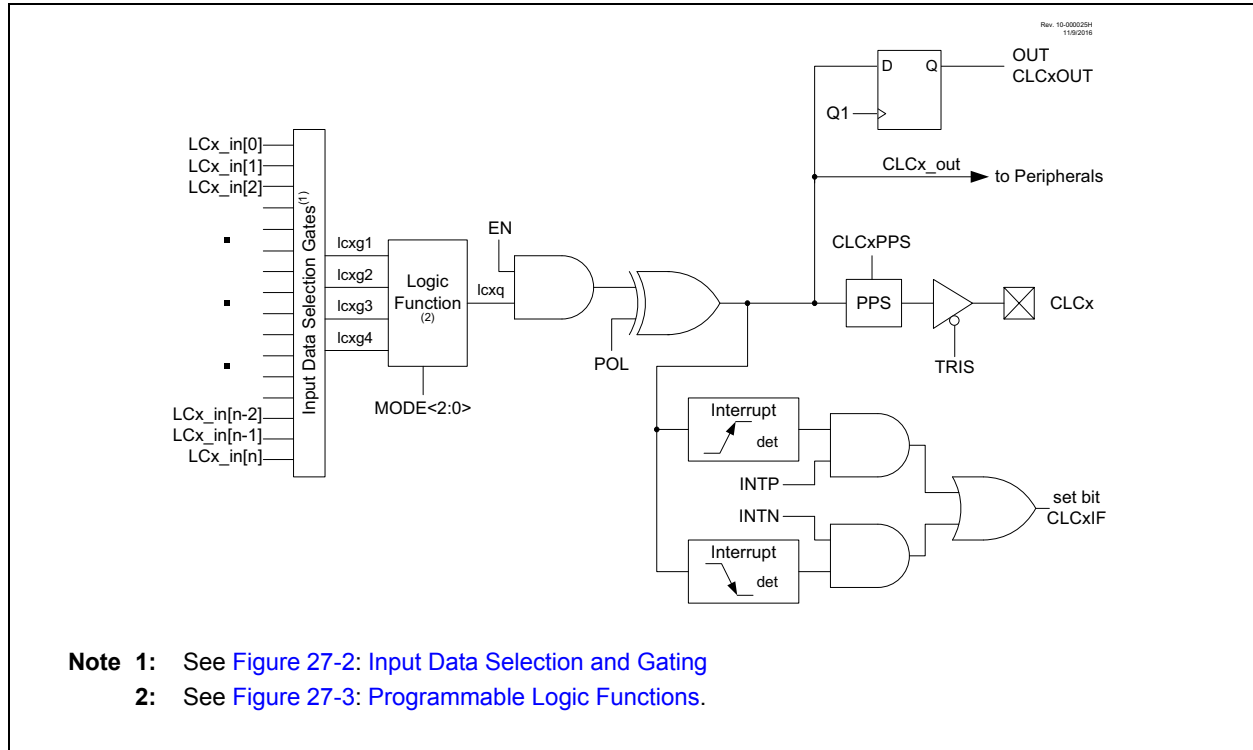 Rev. 10-000025H
11/9/2016
OUT
CLCxOUT
D Q
Q1
CLCx_out
to Peripherals
LCx_in[0]
LCx_in[1]
LCx_in[2]
LCx_in[n-2]
LCx_in[n-1]
LCx_in[n]
Input Data Selection Gates(1)
lcxg1
lcxg2
lcxg3
lcxg4
Logic
Function
(2)
MODE<2:0>
lcxq
EN
POL
CLCxPPS
PPS
TRIS
CLCx
Interrupt
det
INTP
INTN
Interrupt
det
set bit
CLCxIF
Note 1: See Figure 27-2: Input Data Selection and Gating
2: See Figure 27-3: Programmable Logic Functions.